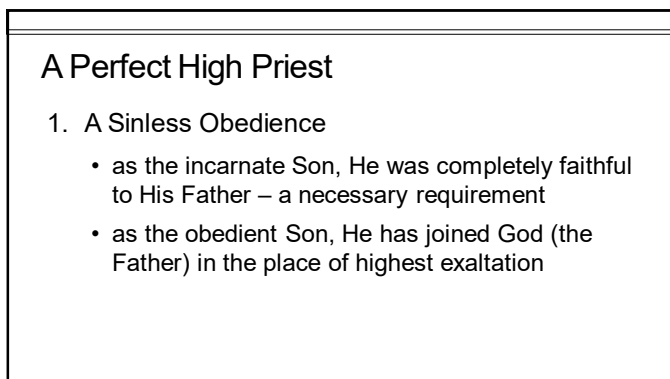 A Perfect High Priest
1. A Sinless Obedience
• as the incarnate Son, He was completely faithful
to His Father – a necessary requirement
• as the obedient Son, He has joined God (the
Father) in the place of highest exaltation